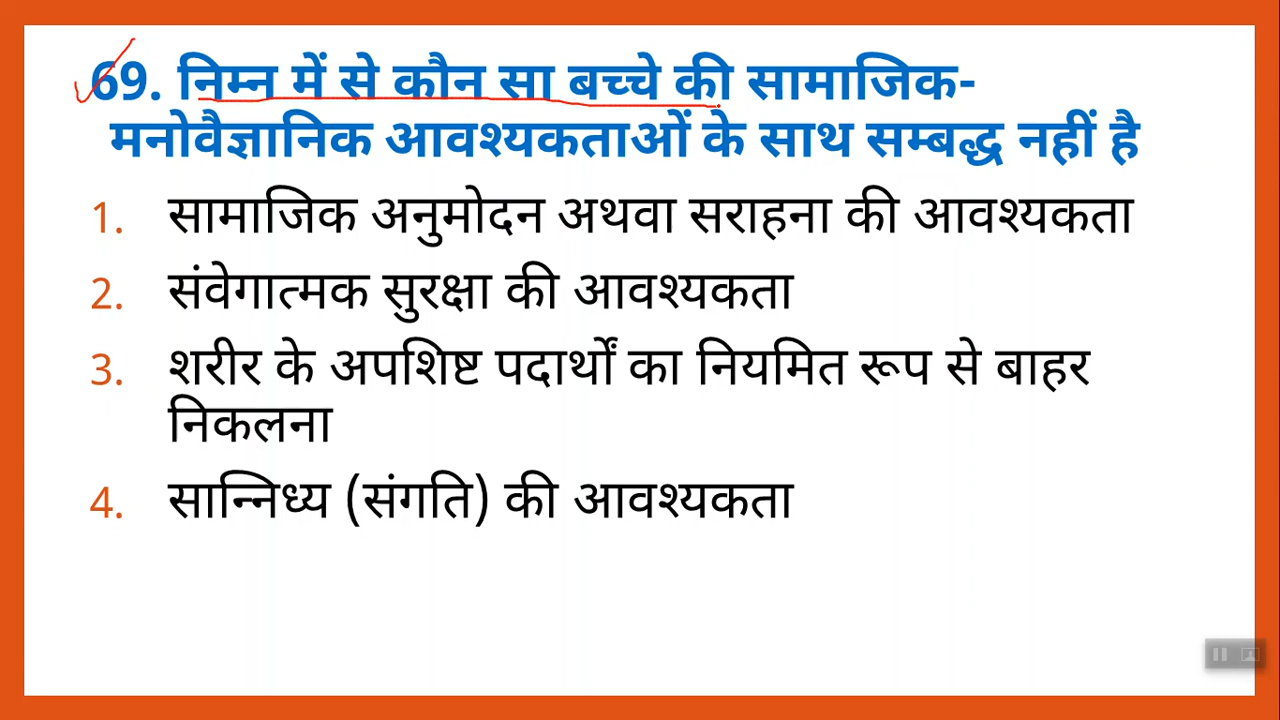 69. निम्न में से कौन सा बच्चे की सामाजिक-
मनोवैज्ञानिक आवश्यकताओं के साथ सम्बद्ध नहीं है
1. सामाजिक अनुमोदन अथवा सराहना की आवश्यकता
2. संवेगात्मक सुरक्षा की आवश्यकता
3. शरीर के अपशिष्ट पदार्थों का नियमित रूप से बाहर
निकलना
4. सान्निध्य (संगति) की आवश्यकता